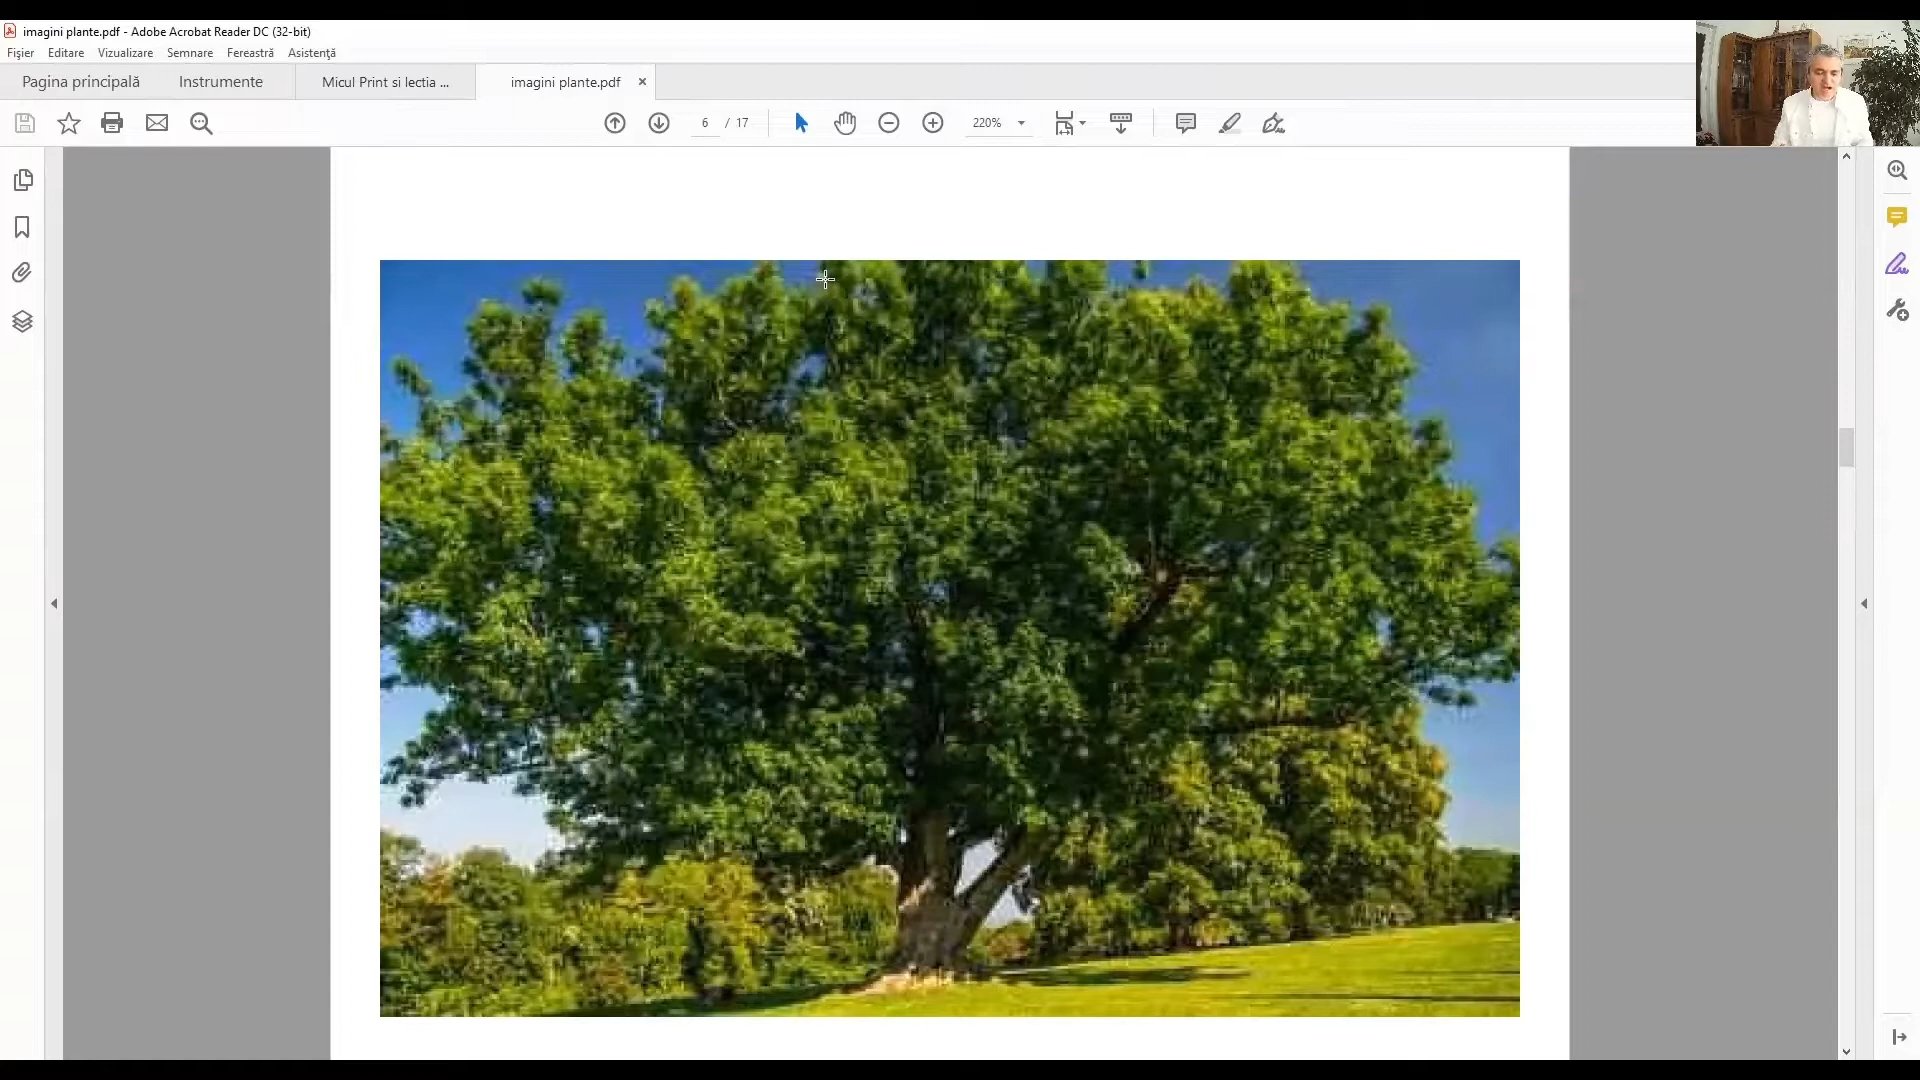 imagini plante.pdf - Adobe Acrobat Reader DC (32-bit)
Fișier Editare Vizualizare Semnare Fereastră Asistență
Pagina principală Instrumente Micul Print si lectia ... imagini plante.pdf ×
6 / 17 220%